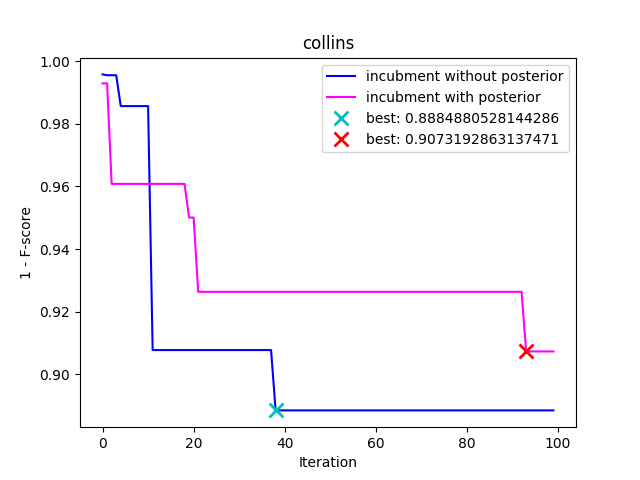 collins
1.00
0.98
0.96
0.94
0.92
0.90
1 - F-score
incubment without posterior
incubment with posterior
best: 0.8884880528144286
best: 0.9073192863137471
0 20 40 60 80 100
Iteration